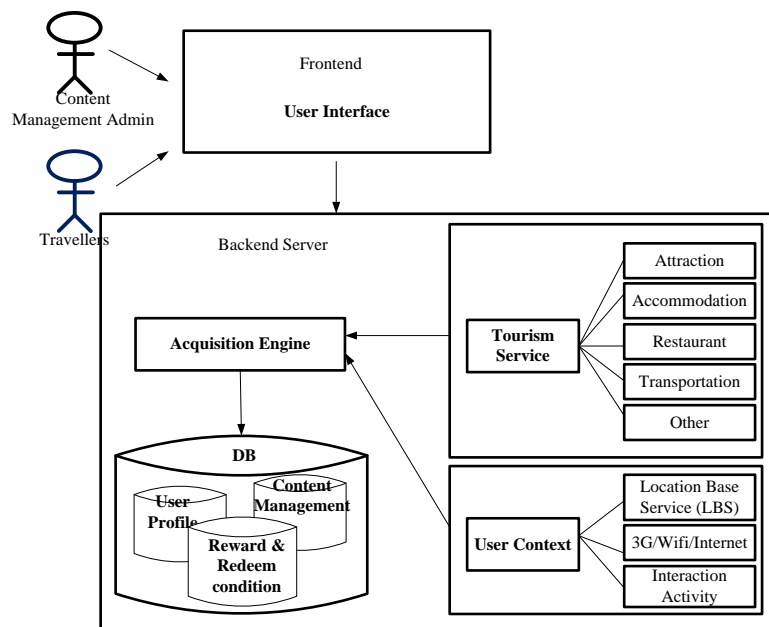 Frontend
User Interface
Content
Management Admin
Travellers
Backend Server
Acquisition Engine
DB
User
Profile
Content
Management
Reward &
Redeem
condition
Tourism
Service
Attraction
Accommodation
Restaurant
Transportation
Other
User Context
Location Base
Service (LBS)
3G/Wifi/Internet
Interaction
Activity